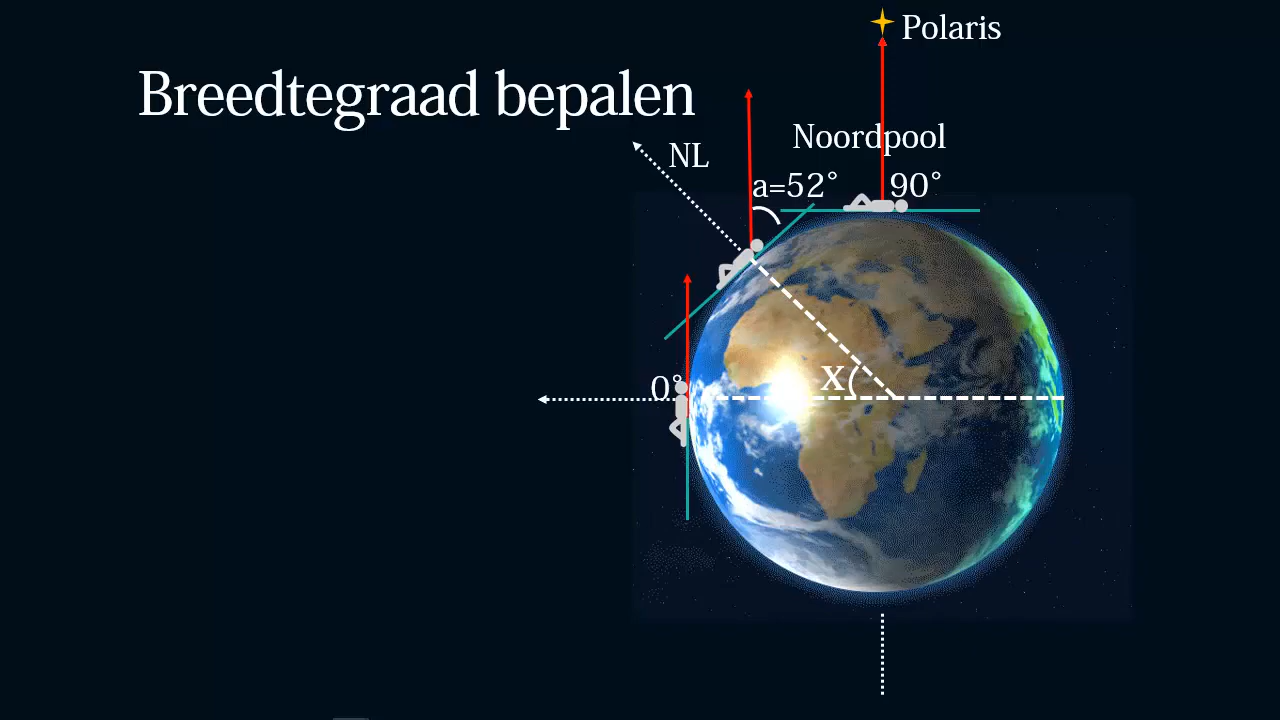 Polaris
Breedtegraad bepalen
Noordpool
NL
a=52°
90°
0°
X